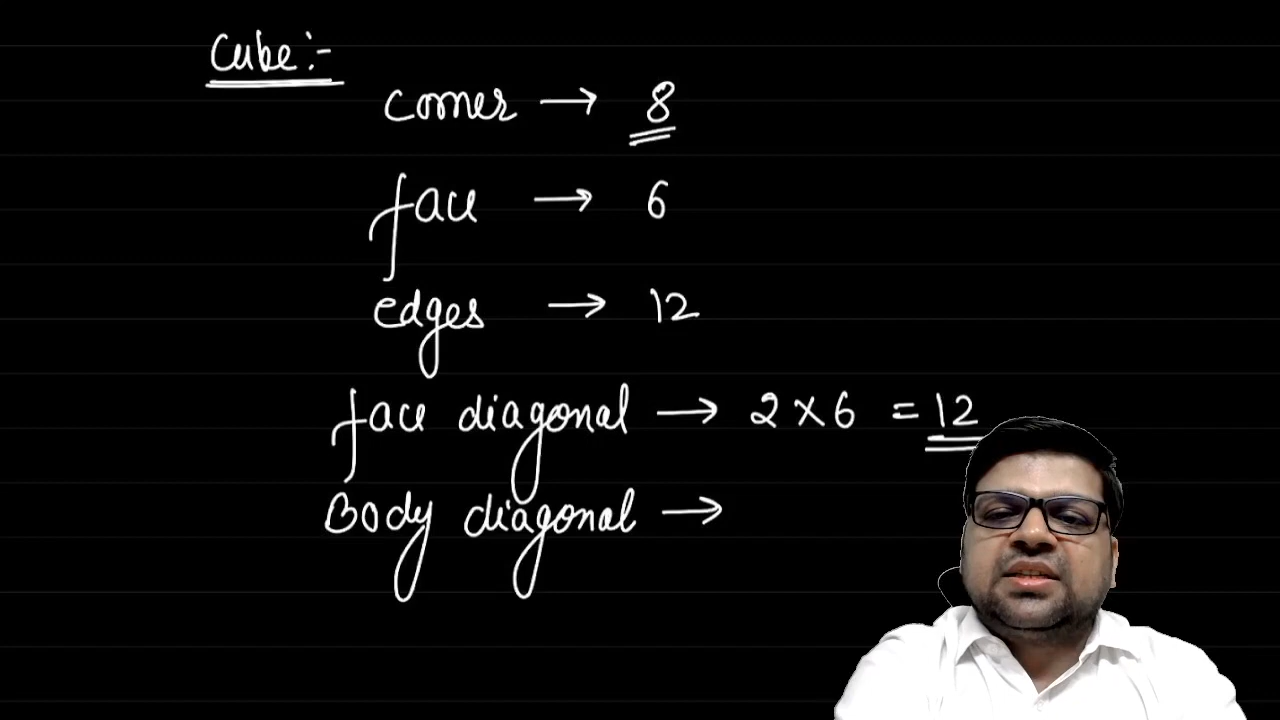 Cube:-
corner → 8
face → 6
edges → 12
face diagonal → 2 × 6 = 12
Body diagonal →